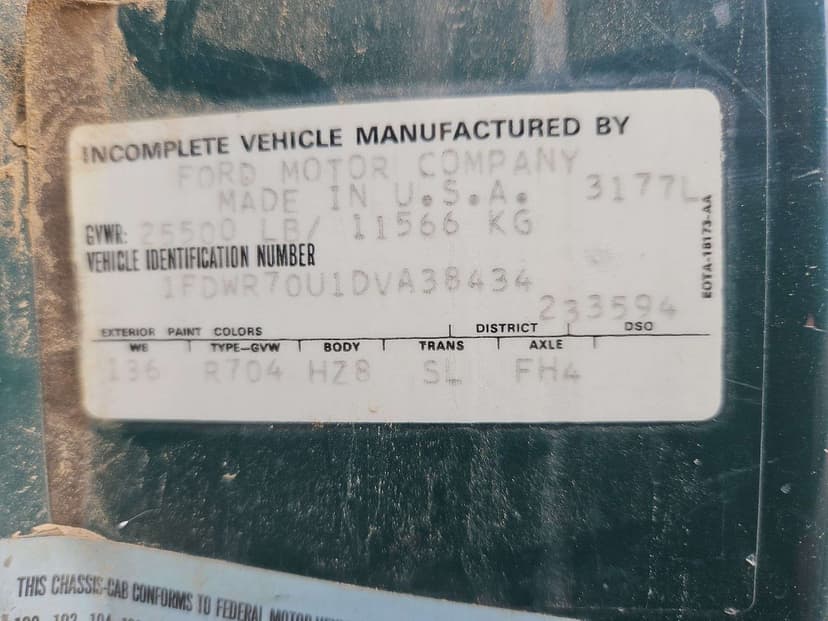 INCOMPLETE VEHICLE MANUFACTURED BY
FORD MOTOR COMPANY
MADE IN U.S.A.
3177L
GVWR: 25500 LB/ 11566 KG
VEHICLE IDENTIFICATION NUMBER
1FDWR70U1DVA38434
233594
EXTERIOR PAINT COLORS DISTRICT DSO
WB TYPE-GVW BODY TRANS AXLE
136 R704 HZ8 SL FH4
EOTA-18173-AA
THIS CHASSIS-CAB CONFORMS TO FEDERAL MOTOR